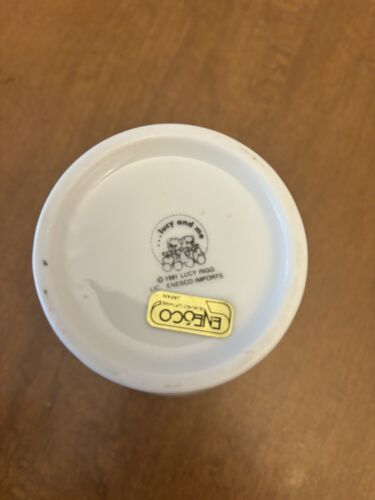 ...lucy and me
© 1981 LUCY RIGG
LIC. ENESCO IMPORTS
ENESCO
JAPAN